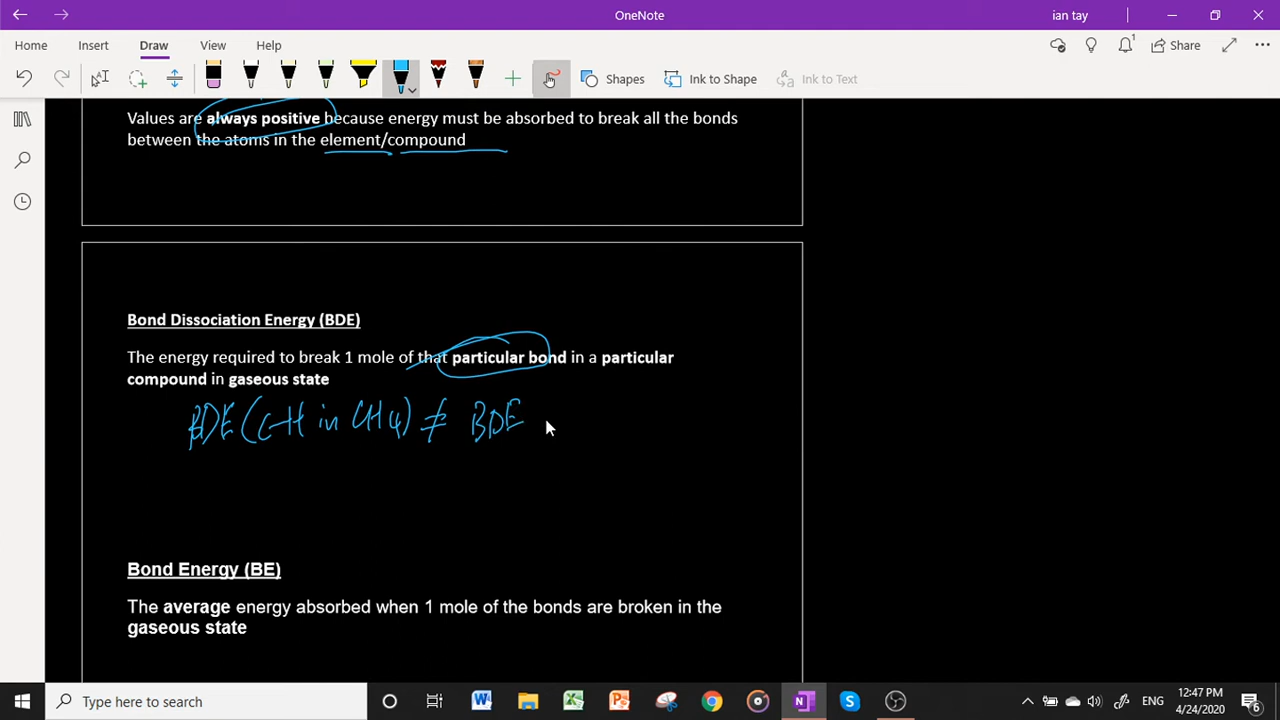 OneNote
ian tay
Home Insert Draw View Help
Share
Shapes Ink to Shape Ink to Text
Values are always positive because energy must be absorbed to break all the bonds
between the atoms in the element/compound
Bond Dissociation Energy (BDE)
The energy required to break 1 mole of that particular bond in a particular
compound in gaseous state
BDE (C-H in CH4) ≠ BDE
Bond Energy (BE)
The average energy absorbed when 1 mole of the bonds are broken in the
gaseous state
Type here to search
ENG
12:47 PM
4/24/2020
6